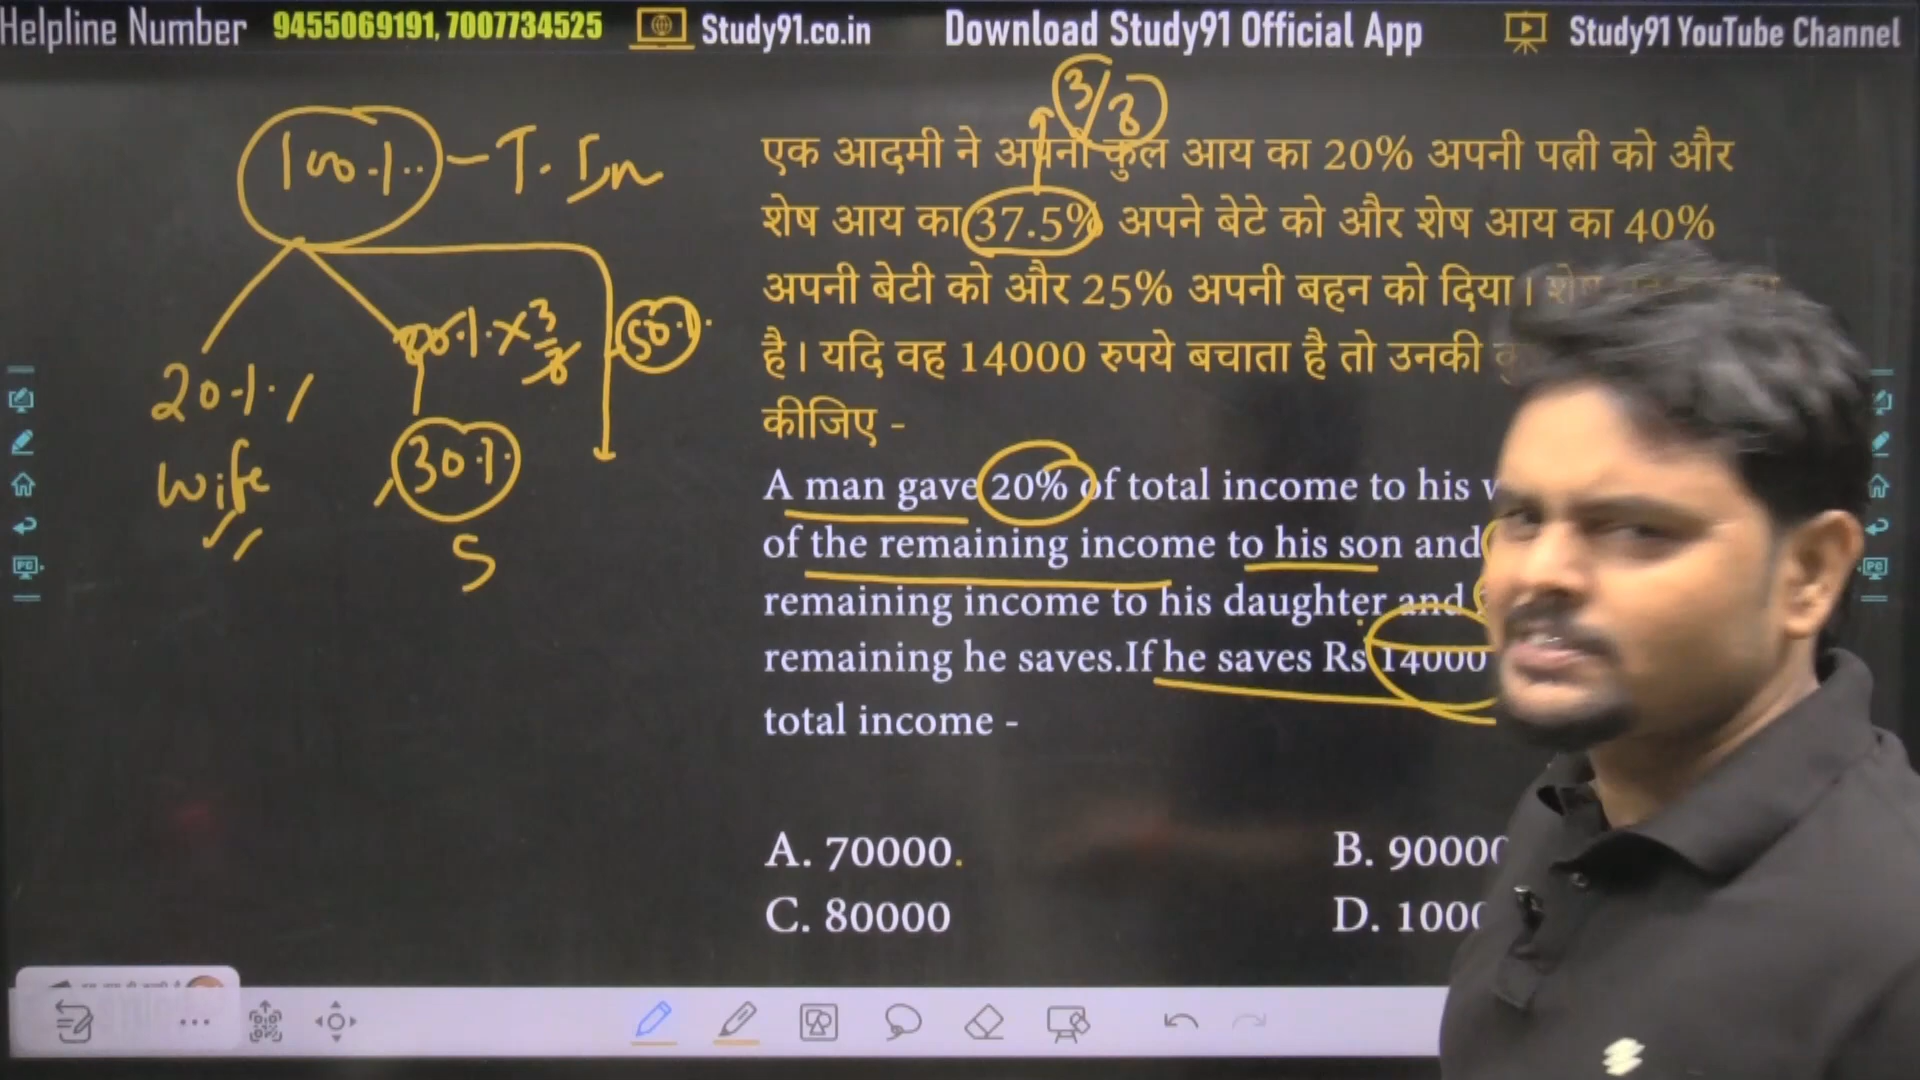 Helpline Number 9455069191, 7007734525 Study91.co.in Download Study91 Official App Study91 YouTube Channel
3/8
100% - T. In
एक आदमी ने अपनी कुल आय का 20% अपनी पत्नी को और
शेष आय का 37.5% अपने बेटे को और शेष आय का 40%
अपनी बेटी को और 25% अपनी बहन को दिया।
है। यदि वह 14000 रुपये बचाता है तो उनकी
कीजिए -
20%
wife
× 3/8
30%
S
50%
A man gave 20% of total income to his
of the remaining income to his son and
remaining income to his daughter and
remaining he saves.If he saves Rs 14000
total income -
A. 70000. B. 90000
C. 80000 D.